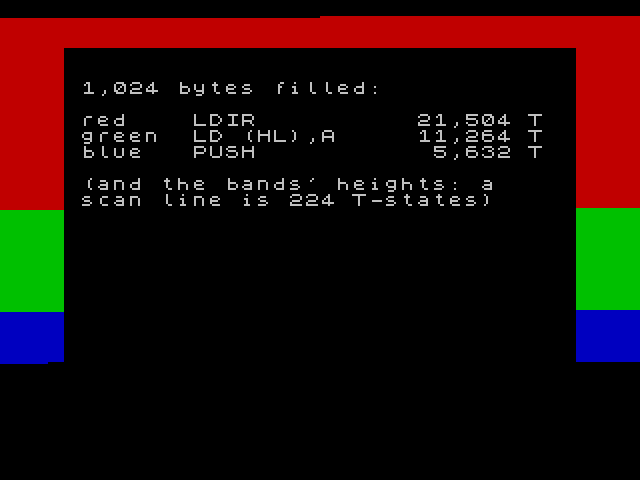 1,024 bytes filled:
red LDIR 21,504 T
green LD (HL),A 11,264 T
blue PUSH 5,632 T
(and the bands' heights: a
scan line is 224 T-states)